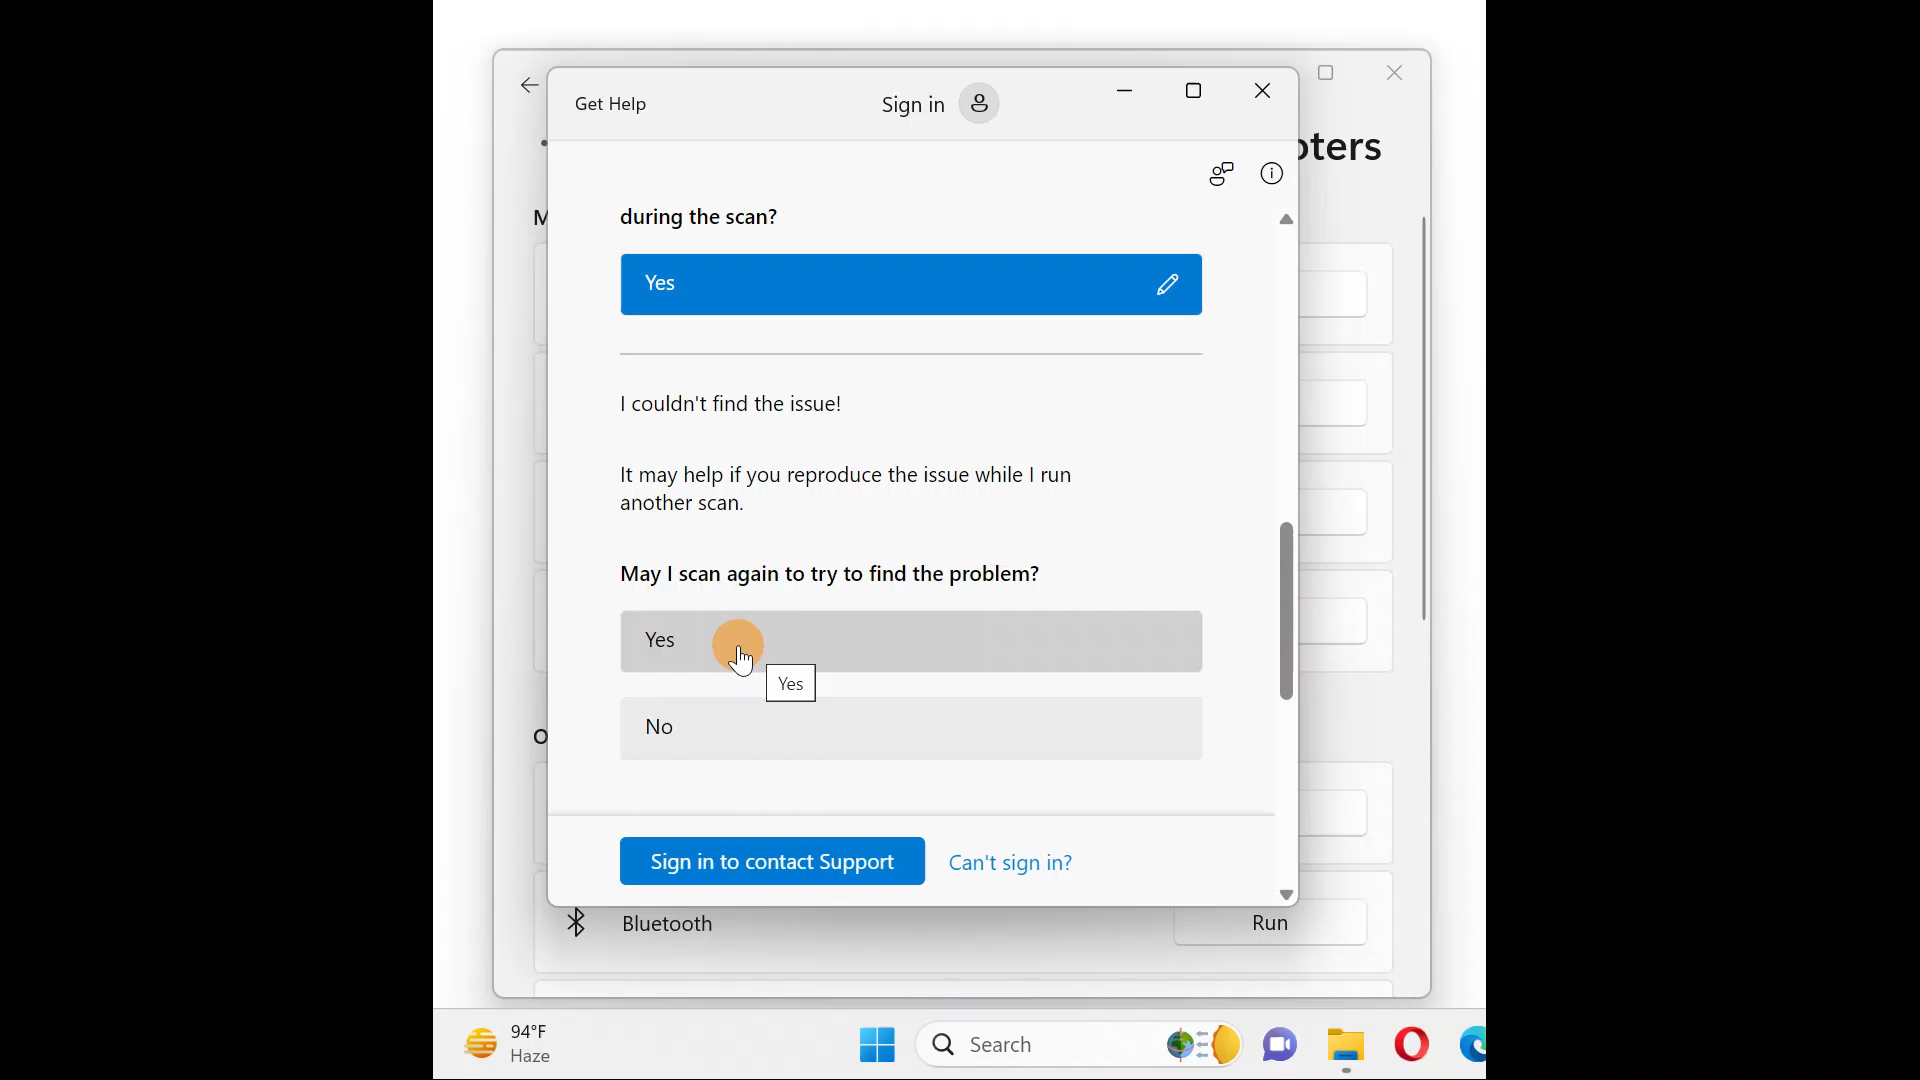 Get Help
Sign in
oters
M
during the scan?
Yes
I couldn't find the issue!
It may help if you reproduce the issue while I run
another scan.
May I scan again to try to find the problem?
Yes
Yes
No
O
Sign in to contact Support
Can't sign in?
Bluetooth
Run
94°F
Haze
Search